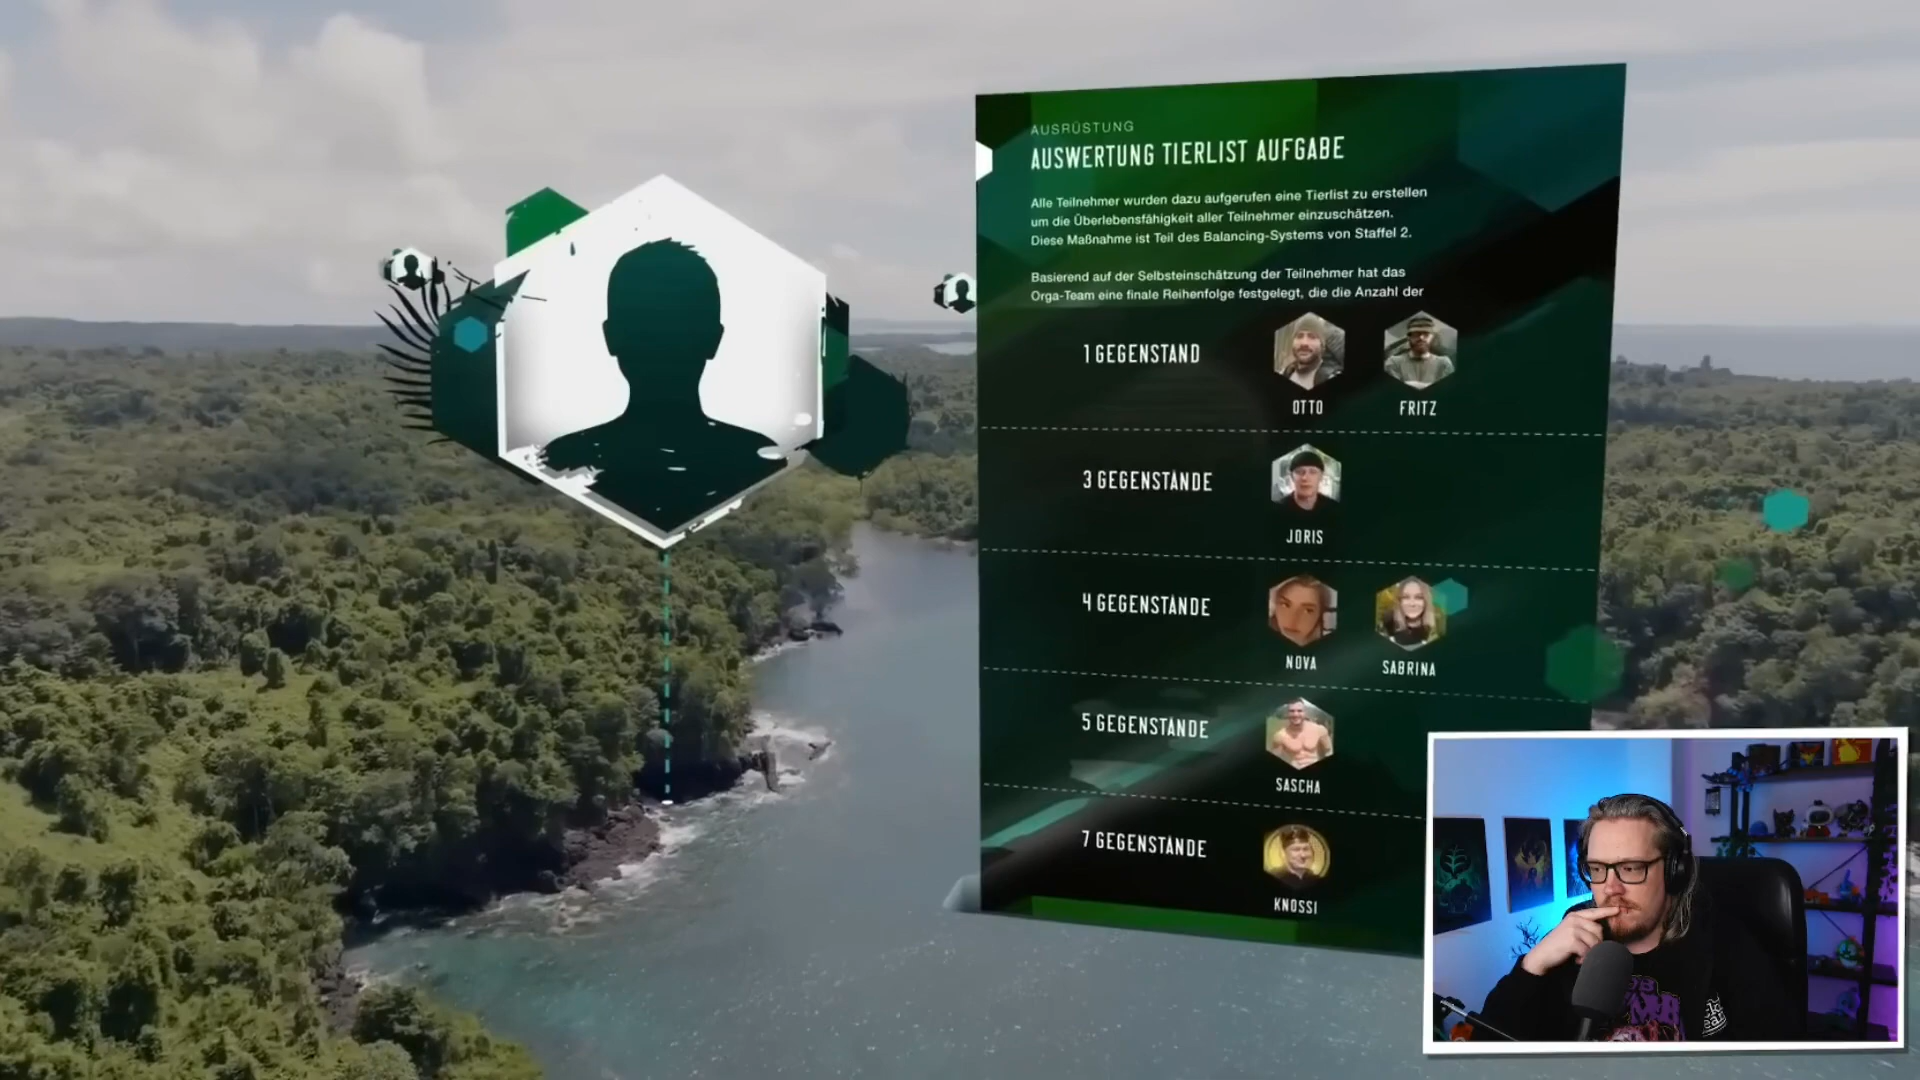 AUSRÜSTUNG
AUSWERTUNG TIERLIST AUFGABE
Alle Teilnehmer wurden dazu aufgerufen eine Tierlist zu erstellen
um die Überlebensfähigkeit aller Teilnehmer einzuschätzen.
Diese Maßnahme ist Teil des Balancing-Systems von Staffel 2.
Basierend auf der Selbsteinschätzung der Teilnehmer hat das
Orga-Team eine finale Reihenfolge festgelegt, die die Anzahl der
1 GEGENSTAND
OTTO
FRITZ
3 GEGENSTÄNDE
JORIS
4 GEGENSTÄNDE
NOVA
SABRINA
5 GEGENSTÄNDE
SASCHA
7 GEGENSTÄNDE
KNOSSI